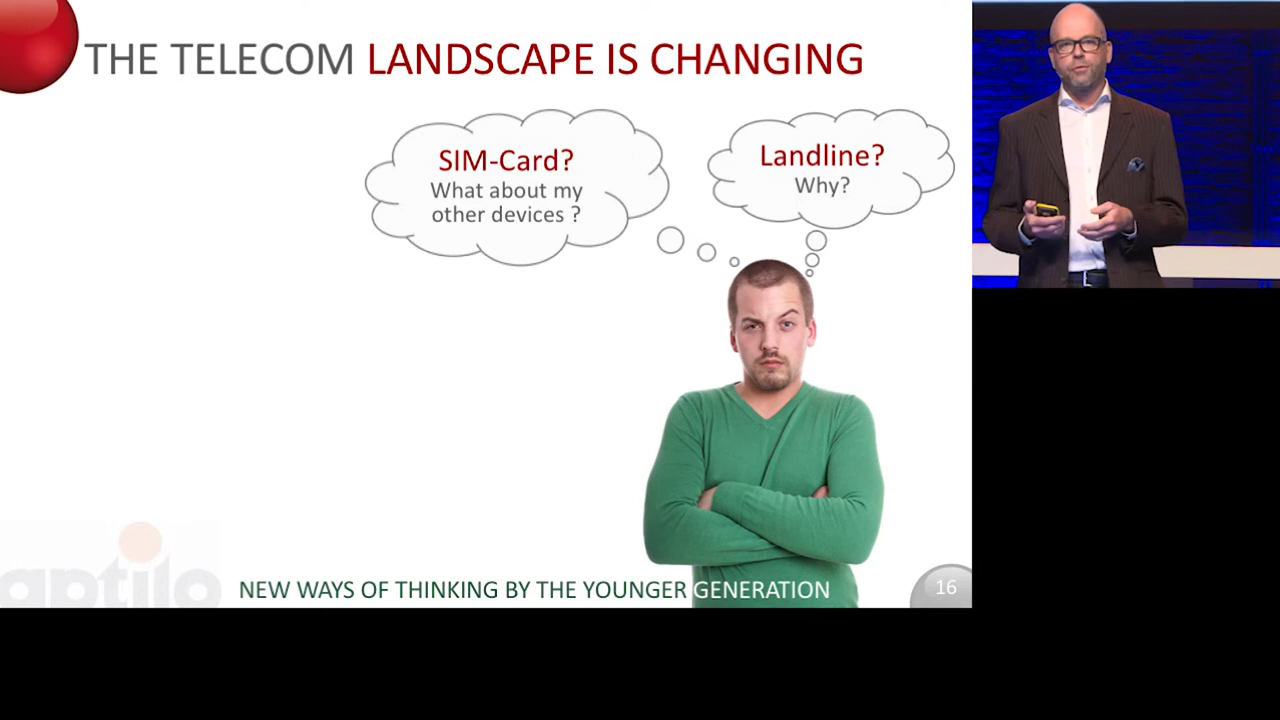 THE TELECOM LANDSCAPE IS CHANGING
SIM-Card?
What about my
other devices ?
Landline?
Why?
aptilo
NEW WAYS OF THINKING BY THE YOUNGER GENERATION
16